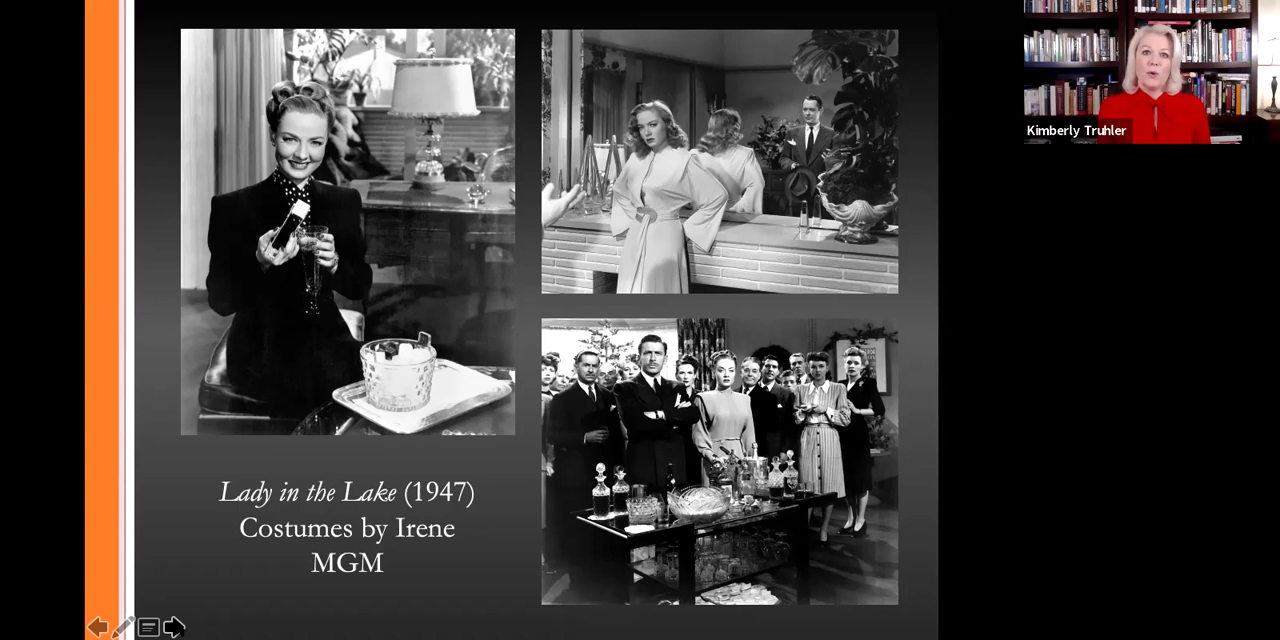 Kimberly Truhler
Lady in the Lake (1947)
Costumes by Irene
MGM